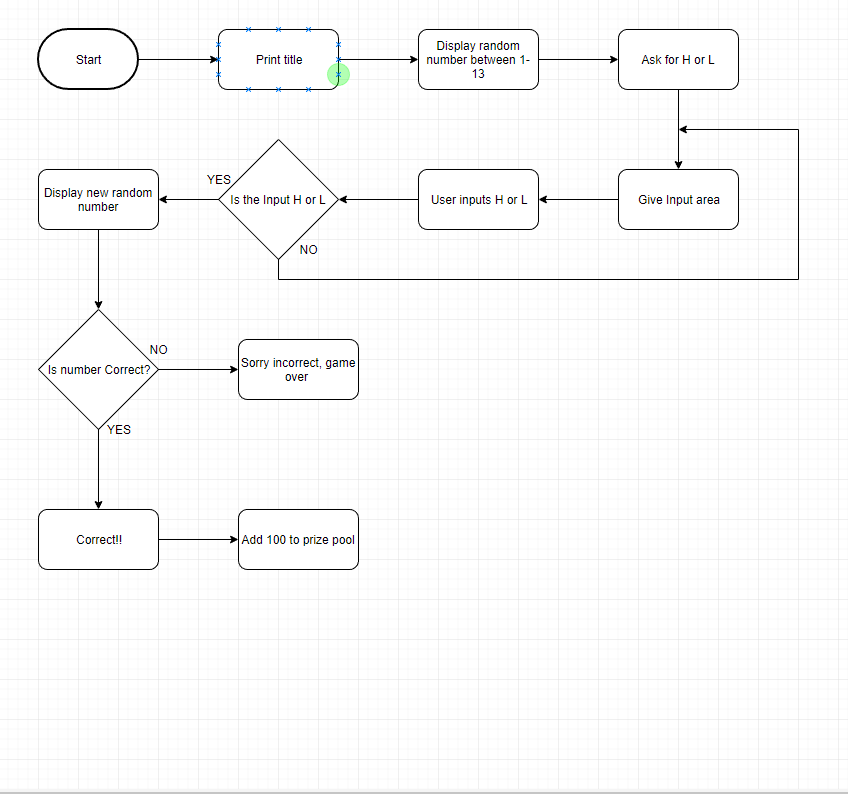 Start
Print title
Display random
number between 1-
13
Ask for H or L
Display new random
number
YES
Is the Input H or L
NO
User inputs H or L
Give Input area
Is number Correct?
NO
YES
Sorry incorrect, game
over
Correct!!
Add 100 to prize pool